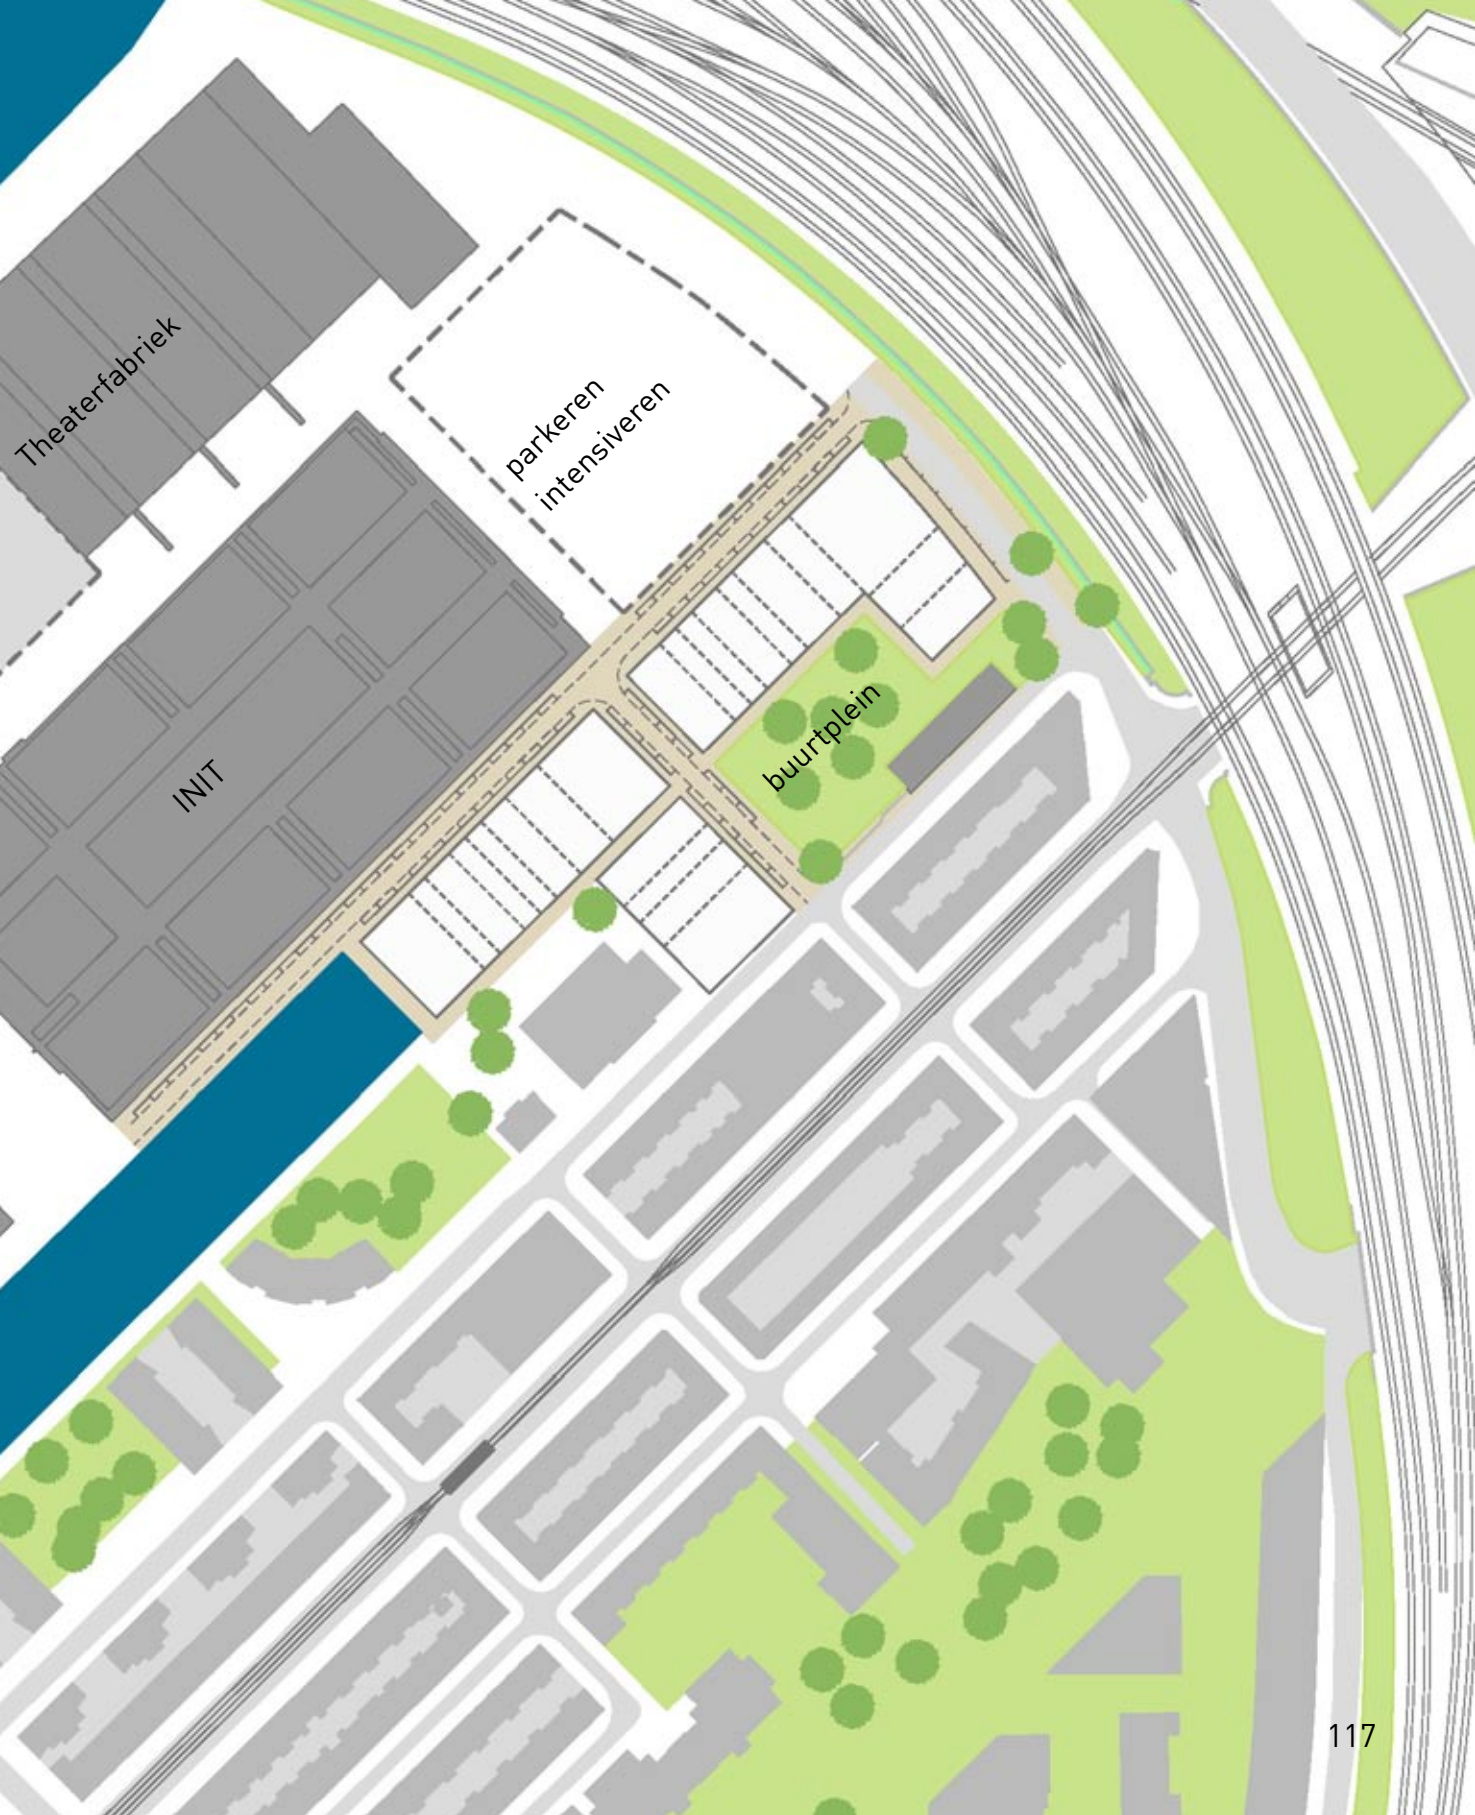 Theaterfabriek
parkeren
intensiveren
buurtplein
INIT
117